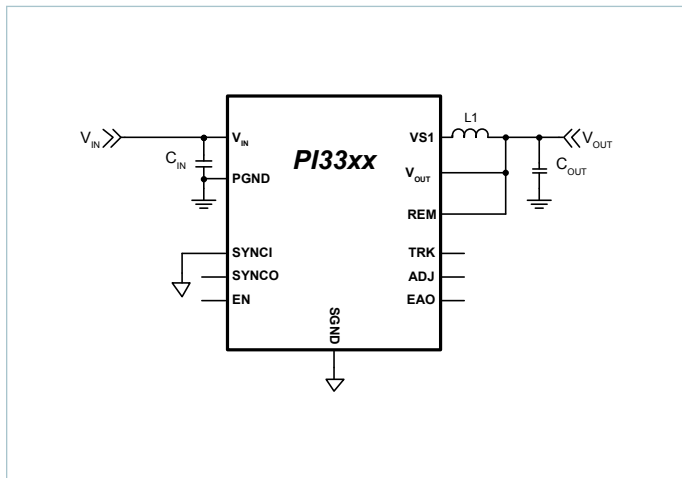 L1
V_IN
V_IN
VS1
V_OUT
C_IN
PI33xx
C_OUT
PGND
V_OUT
REM
SYNCI
TRK
SYNCO
ADJ
EN
EAO
SGND